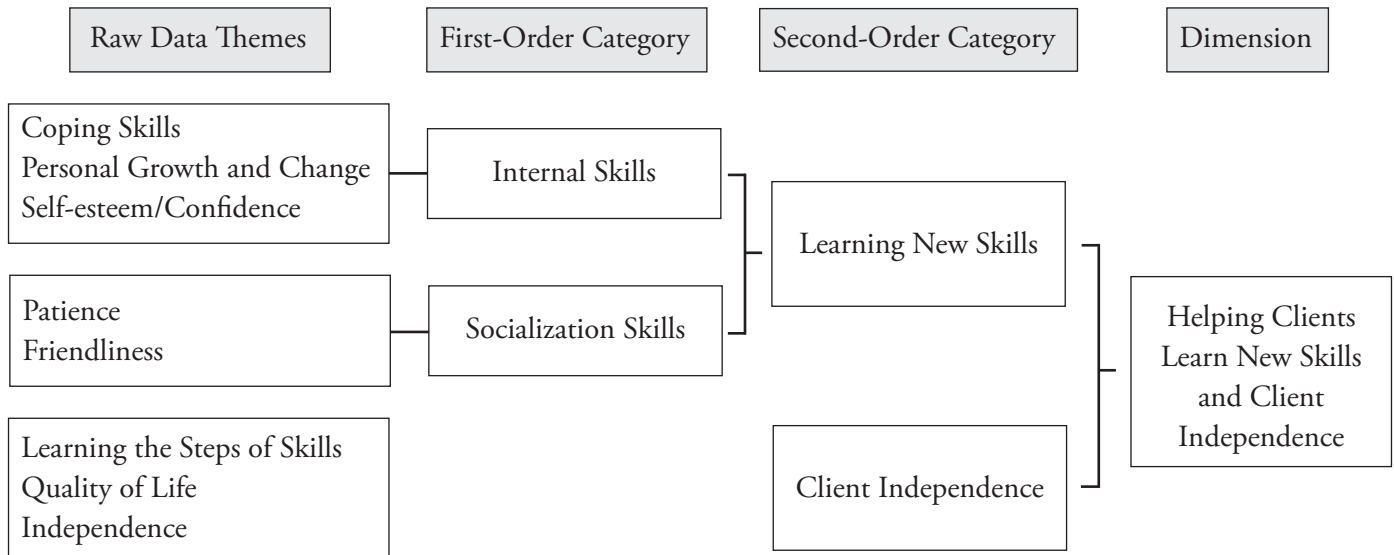 Raw Data Themes
First-Order Category
Second-Order Category
Dimension
Coping Skills
Personal Growth and Change
Self-esteem/Confidence
Internal Skills
Learning New Skills
Patience
Friendliness
Socialization Skills
Helping Clients
Learn New Skills
and Client
Independence
Learning the Steps of Skills
Quality of Life
Independence
Client Independence